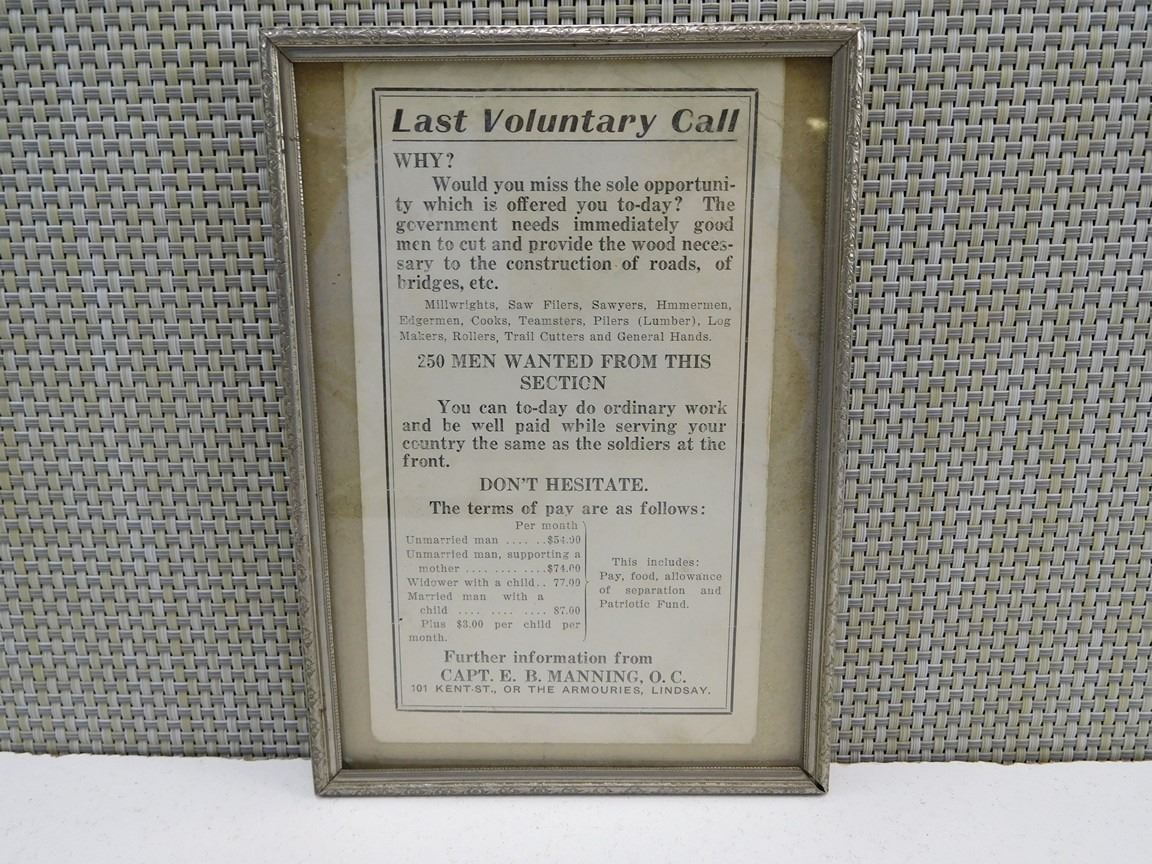 Last Voluntary Call
WHY?
Would you miss the sole opportuni-
ty which is offered you to-day? The
government needs immediately good
men to cut and provide the wood neces-
sary to the construction of roads, of
bridges, etc.
Millwrights, Saw Filers, Sawyers, Hmmermen,
Edgermen, Cooks, Teamsters, Pilers (Lumber), Log
Makers, Rollers, Trail Cutters and General Hands.
250 MEN WANTED FROM THIS
SECTION
You can to-day do ordinary work
and be well paid while serving your
country the same as the soldiers at the
front.
DON'T HESITATE.
The terms of pay are as follows:
Per month
Unmarried man .... ..$54.00
Unmarried man, supporting a
mother .... .... ....$74.00
Widower with a child.. 77.00
Married man with a
child .... .... .... 87.00
Plus $3.00 per child per
month.
This includes:
Pay, food, allowance
of separation and
Patriotic Fund.
Further information from
CAPT. E. B. MANNING, O. C.
101 KENT-ST., OR THE ARMOURIES, LINDSAY.